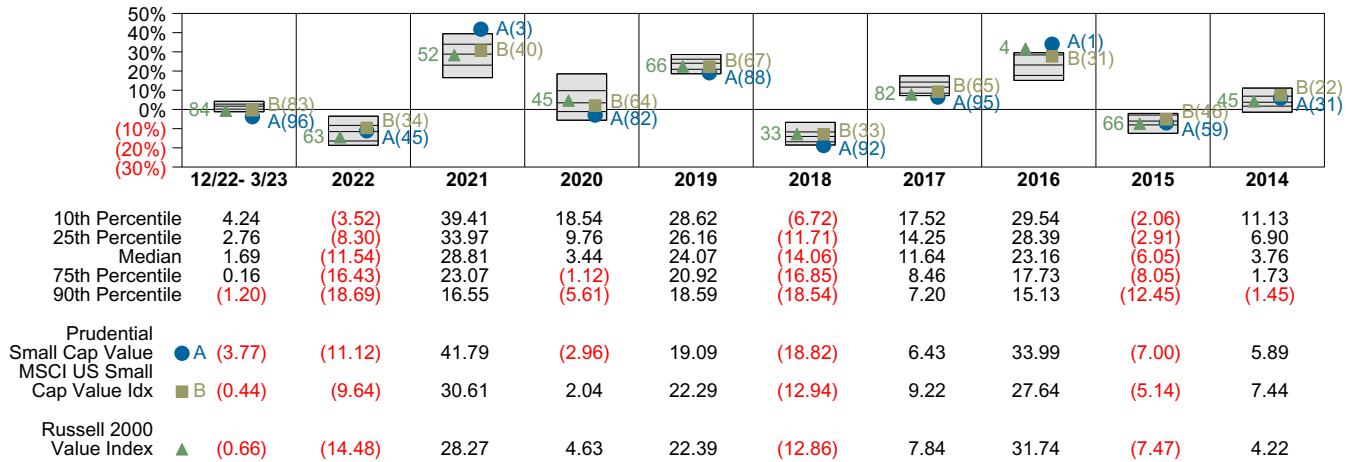 50%
40%
30%
20%
10%
0%
(10%)
(20%)
(30%)
84 B(83) A(96)
63 B(34) A(45)
52 A(3) B(40)
45 B(64) A(82)
66 B(67) A(88)
33 B(33) A(92)
82 B(65) A(95)
4 A(1) B(31)
66 B(46) A(59)
45 B(22) A(31)
12/22- 3/23 2022 2021 2020 2019 2018 2017 2016 2015 2014
10th Percentile 4.24 (3.52) 39.41 18.54 28.62 (6.72) 17.52 29.54 (2.06) 11.13
25th Percentile 2.76 (8.30) 33.97 9.76 26.16 (11.71) 14.25 28.39 (2.91) 6.90
Median 1.69 (11.54) 28.81 3.44 24.07 (14.06) 11.64 23.16 (6.05) 3.76
75th Percentile 0.16 (16.43) 23.07 (1.12) 20.92 (16.85) 8.46 17.73 (8.05) 1.73
90th Percentile (1.20) (18.69) 16.55 (5.61) 18.59 (18.54) 7.20 15.13 (12.45) (1.45)
Prudential
Small Cap Value A (3.77) (11.12) 41.79 (2.96) 19.09 (18.82) 6.43 33.99 (7.00) 5.89
MSCI US Small
Cap Value Idx B (0.44) (9.64) 30.61 2.04 22.29 (12.94) 9.22 27.64 (5.14) 7.44
Russell 2000
Value Index (0.66) (14.48) 28.27 4.63 22.39 (12.86) 7.84 31.74 (7.47) 4.22